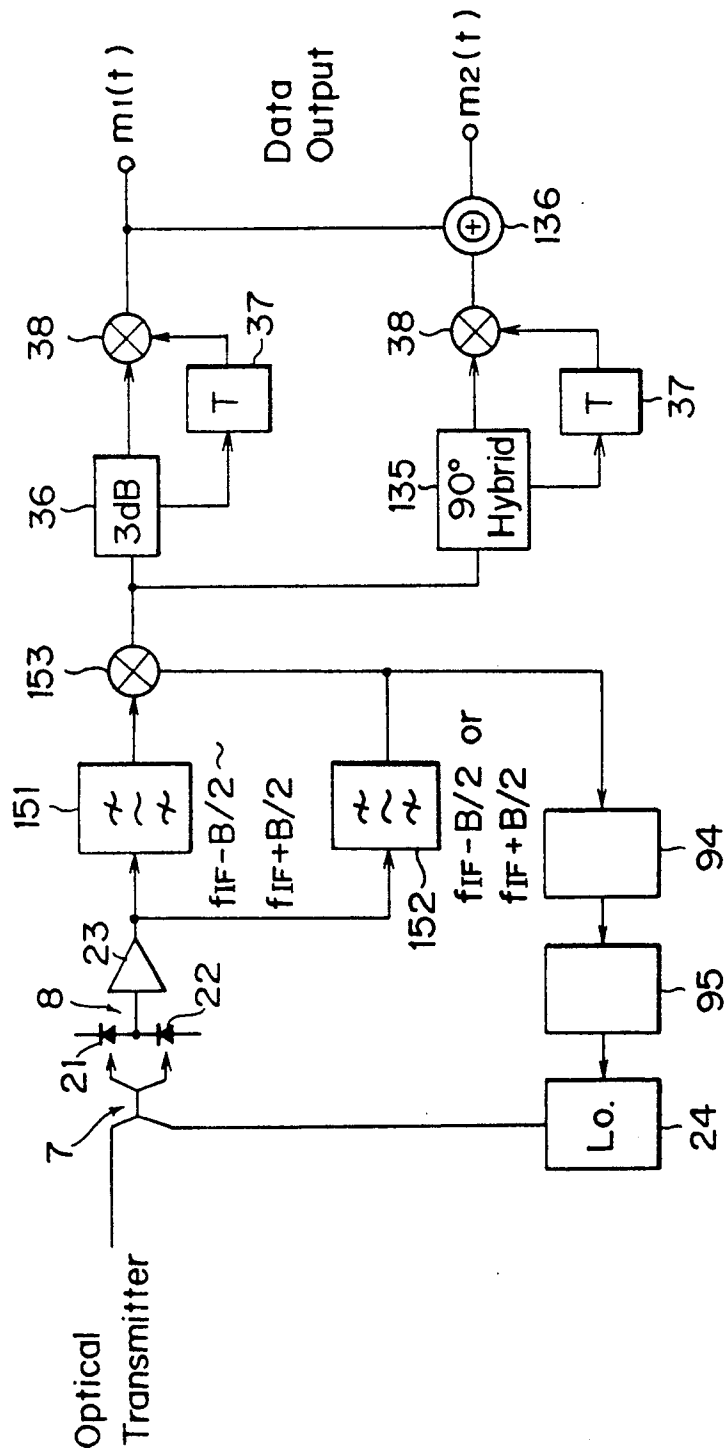 Optical
Transmitter
7
8
21
22
23
151
fIF-B/2~
fIF+B/2
152
fIF-B/2 or
fIF+B/2
153
36
3dB
38
m1(t)
T
37
Data
Output
135
90°
Hybrid
38
+
136
m2(t)
T
37
94
95
L.O.
24